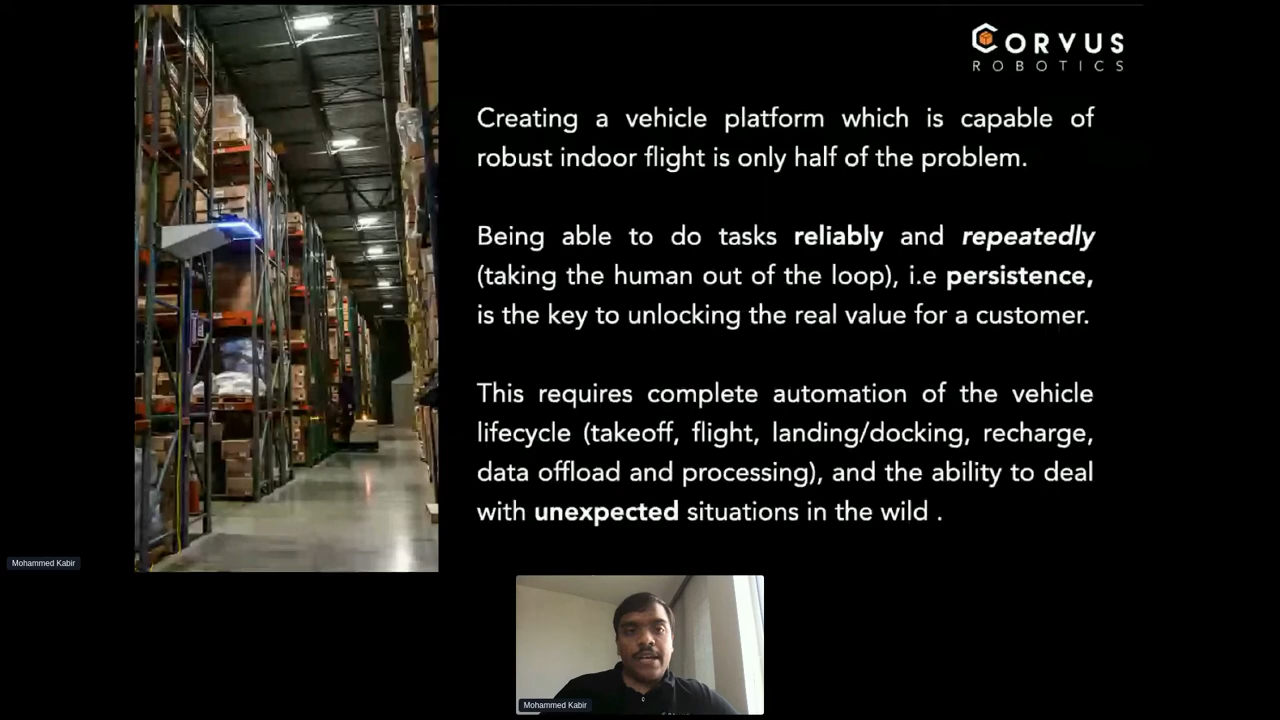 CORVUS
ROBOTICS
Creating a vehicle platform which is capable of
robust indoor flight is only half of the problem.
Being able to do tasks reliably and repeatedly
(taking the human out of the loop), i.e persistence,
is the key to unlocking the real value for a customer.
This requires complete automation of the vehicle
lifecycle (takeoff, flight, landing/docking, recharge,
data offload and processing), and the ability to deal
with unexpected situations in the wild .
Mohammed Kabir
Mohammed Kabir